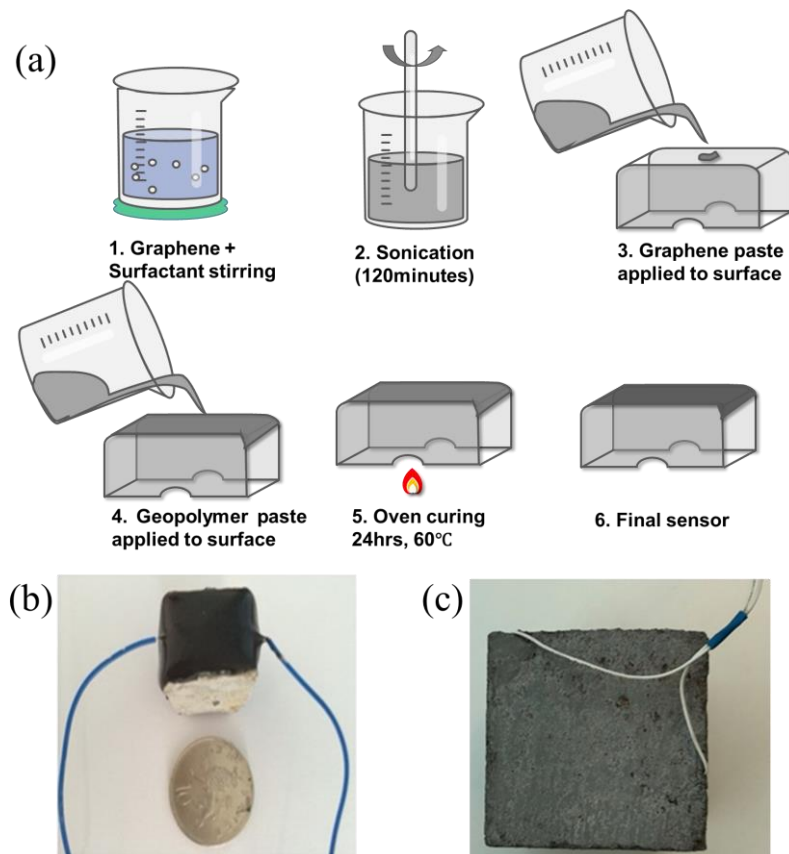 (a)
1. Graphene +
Surfactant stirring
2. Sonication
(120minutes)
3. Graphene paste
applied to surface
4. Geopolymer paste
applied to surface
5. Oven curing
24hrs, 60℃
6. Final sensor
(b)
(c)
10